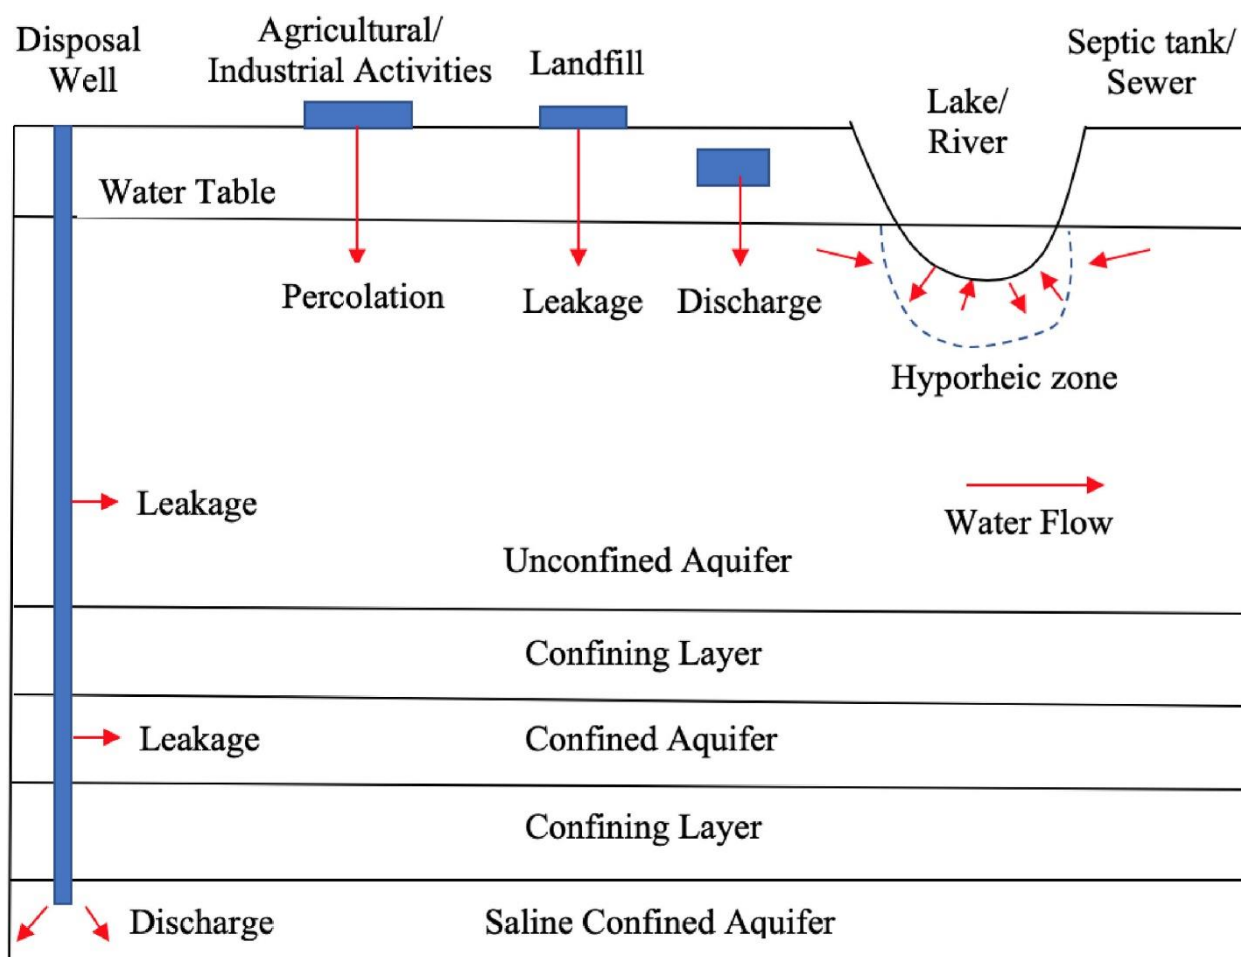 Disposal
Well
Agricultural/
Industrial Activities
Landfill
Lake/
River
Septic tank/
Sewer
Water Table
Percolation
Leakage
Discharge
Hyporheic zone
Leakage
Water Flow
Unconfined Aquifer
Confining Layer
Leakage
Confined Aquifer
Confining Layer
Discharge
Saline Confined Aquifer